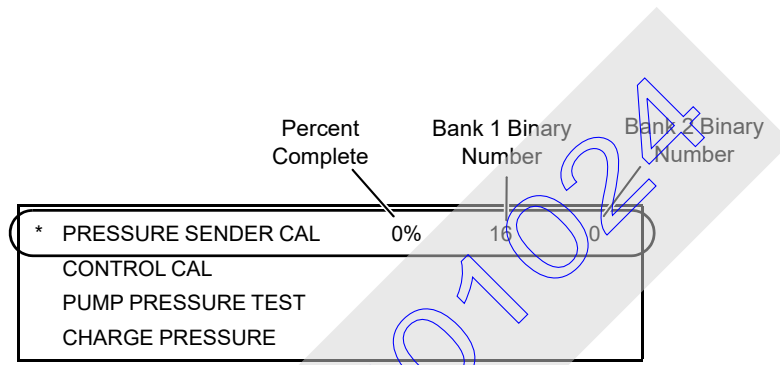 Percent Bank 1 Binary Bank 2 Binary
Complete Number Number
* PRESSURE SENDER CAL 0% 16 0
CONTROL CAL
PUMP PRESSURE TEST
CHARGE PRESSURE
01024